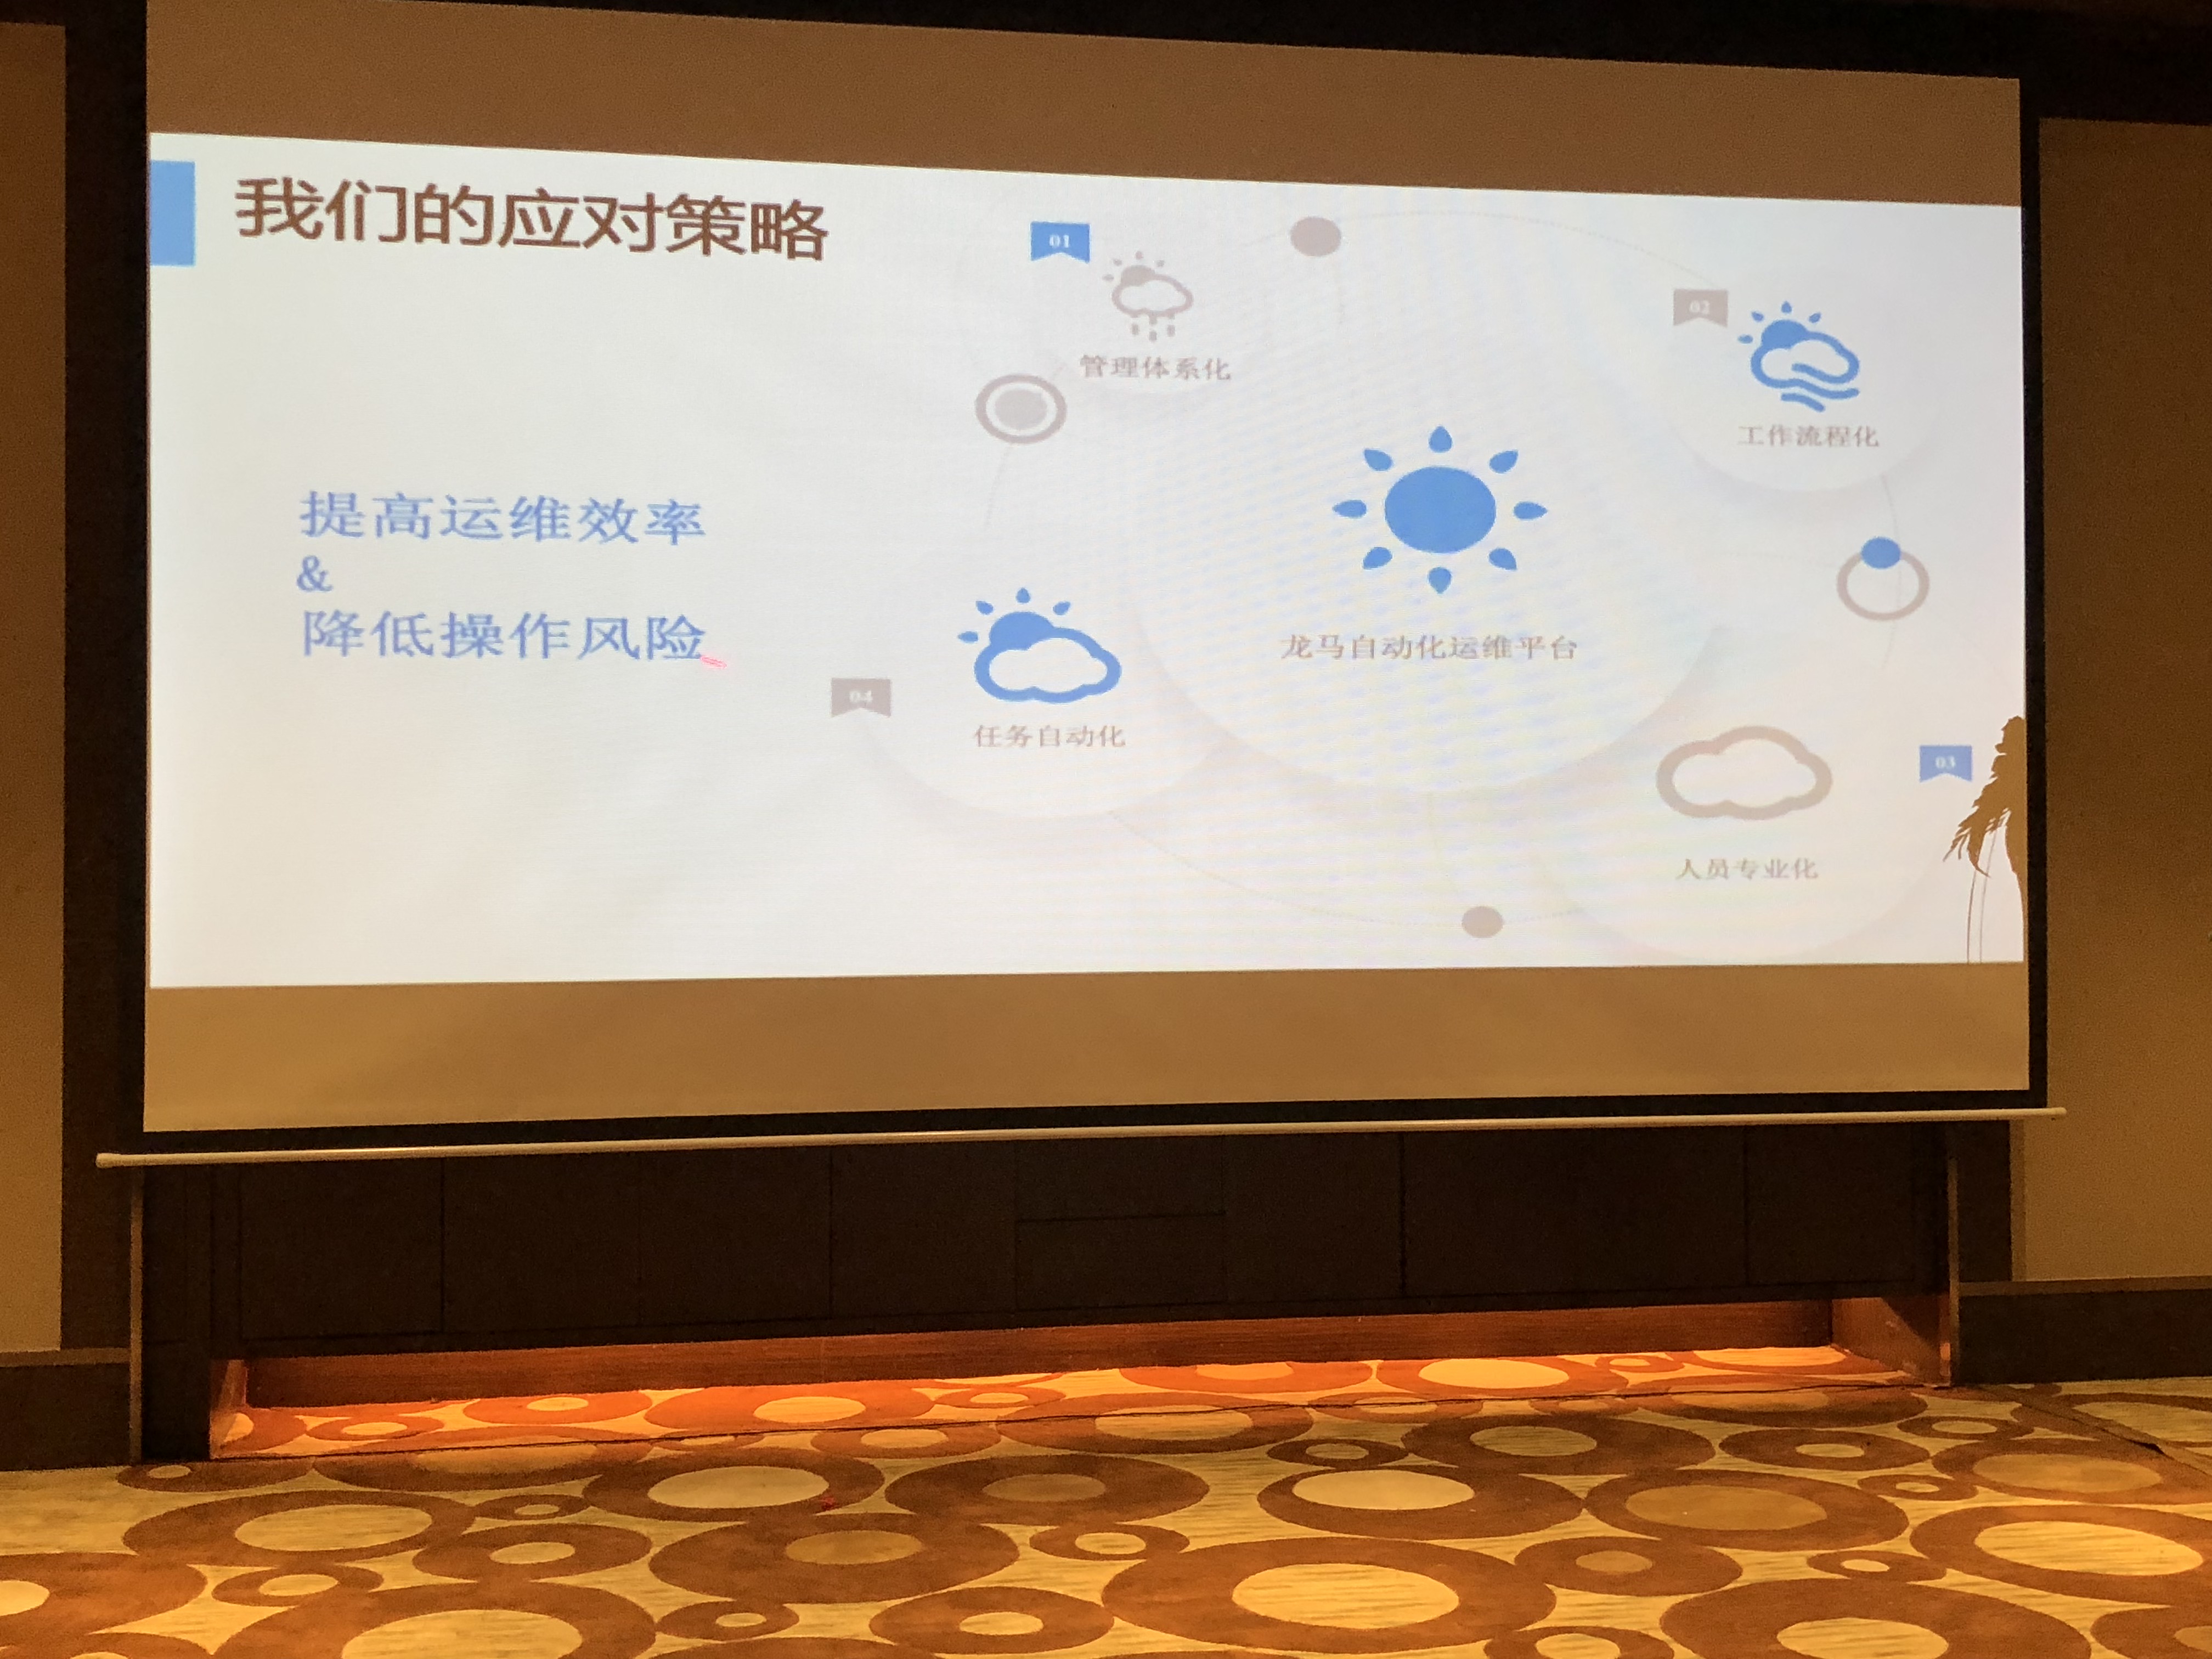 我们的应对策略
01
管理体系化
02
工作流程化
提高运维效率
&
降低操作风险
龙马自动化运维平台
04
任务自动化
03
人员专业化